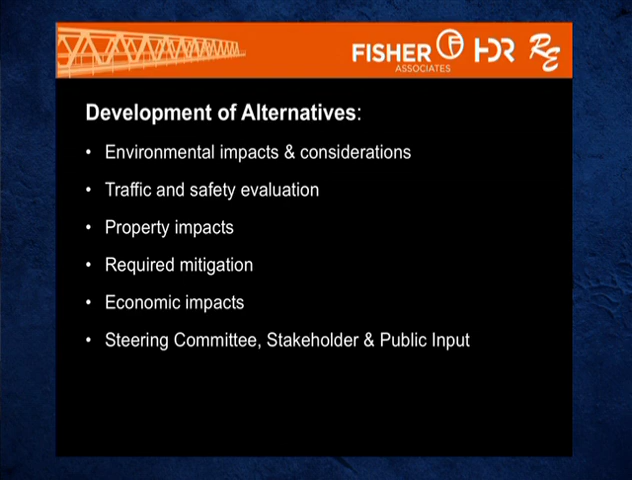 FISHER F HDR RE
ASSOCIATES
Development of Alternatives:
• Environmental impacts & considerations
• Traffic and safety evaluation
• Property impacts
• Required mitigation
• Economic impacts
• Steering Committee, Stakeholder & Public Input